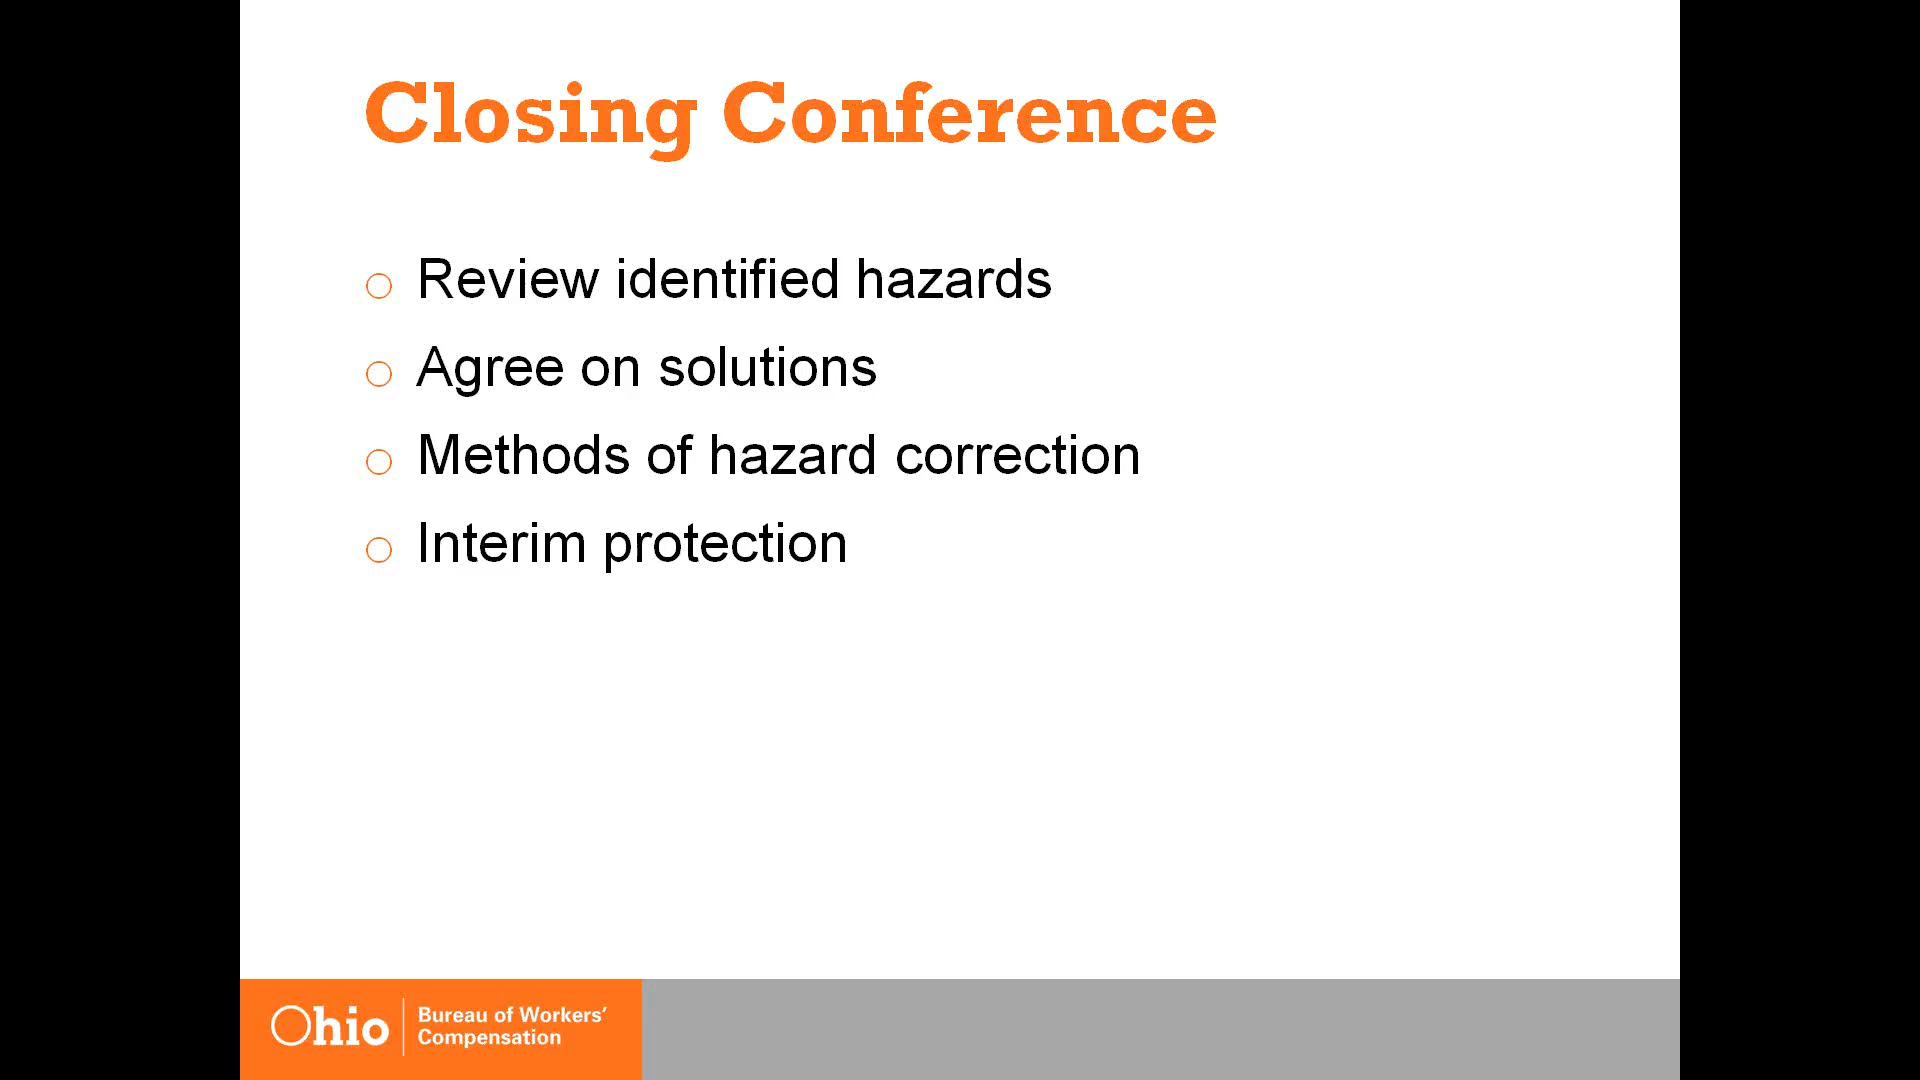 Closing Conference
Review identified hazards
Agree on solutions
Methods of hazard correction
Interim protection
Ohio
Bureau of Workers’
Compensation